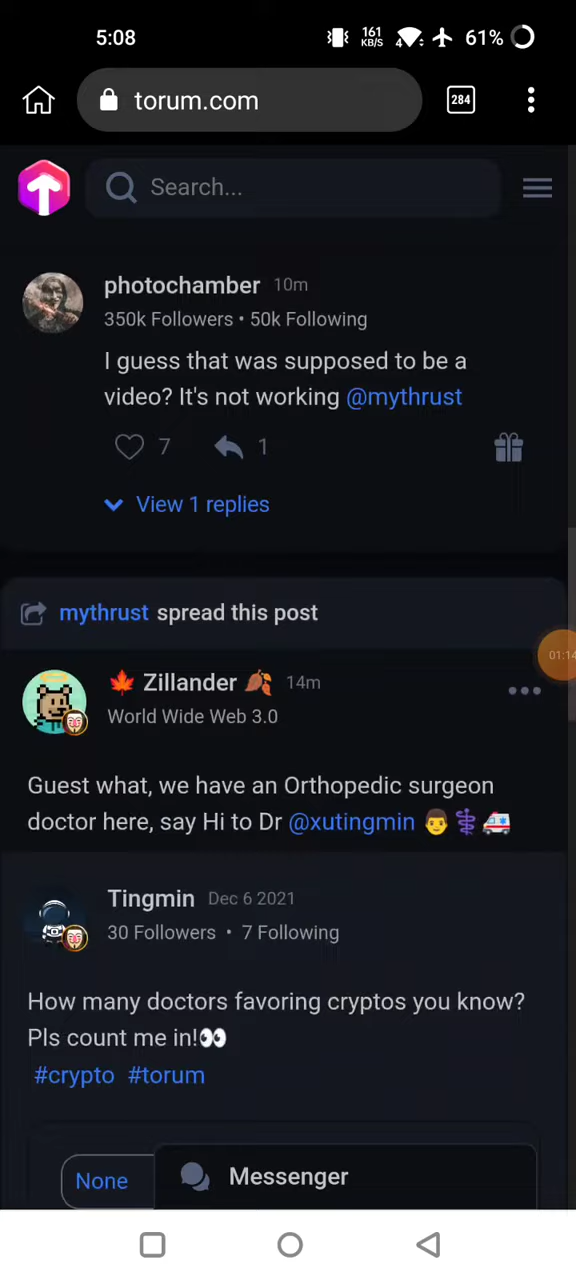 5:08 161 KB/S 4 61%
torum.com 284
Search...
photochamber 10m
350k Followers • 50k Following
I guess that was supposed to be a
video? It's not working @mythrust
7 1
View 1 replies
mythrust spread this post
🍁 Zillander 🍂 14m
World Wide Web 3.0
01:14
Guest what, we have an Orthopedic surgeon
doctor here, say Hi to Dr @xutingmin 👨⚕️🚑
Tingmin Dec 6 2021
30 Followers • 7 Following
How many doctors favoring cryptos you know?
Pls count me in!👀
#crypto #torum
None Messenger